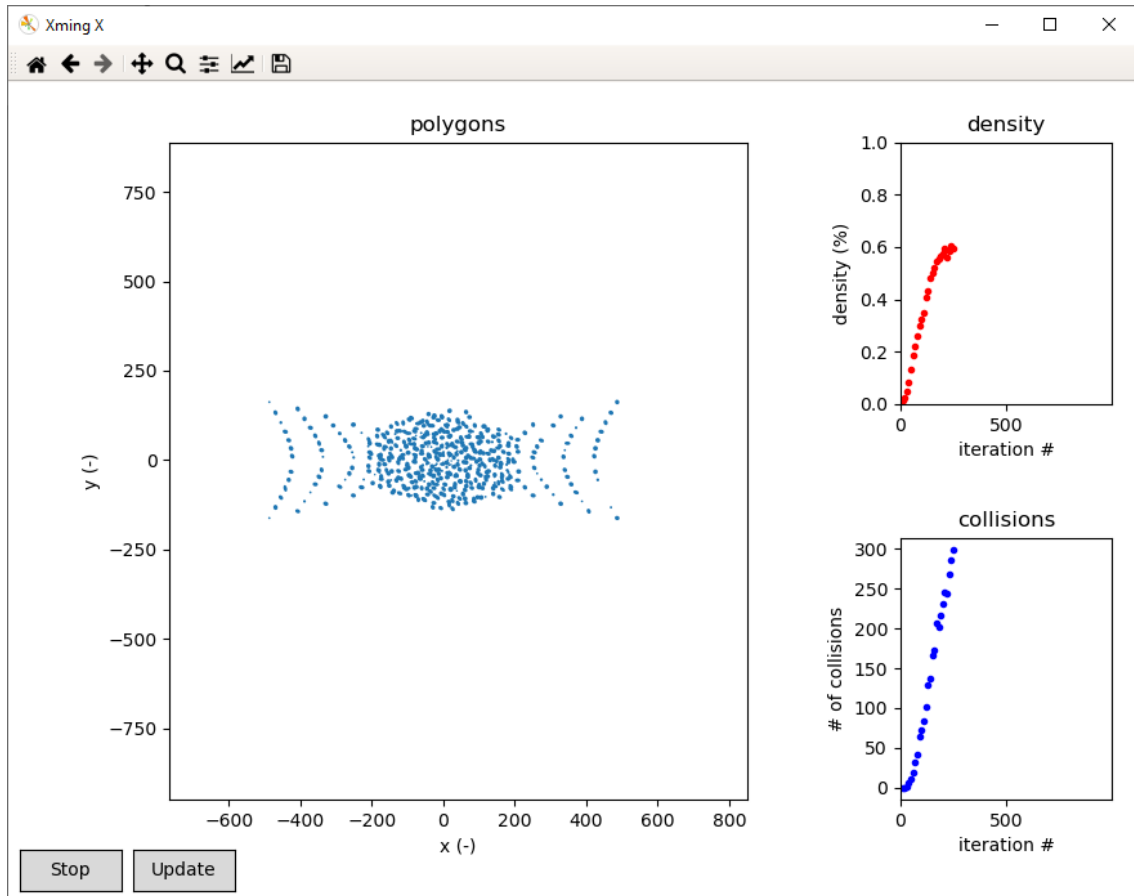 Xming X
polygons
750
500
250
0
−250
−500
−750
y (-)
−600 −400 −200 0 200 400 600 800
x (-)
density
1.0
0.8
0.6
0.4
0.2
0.0
density (%)
0 500
iteration #
collisions
300
250
200
150
100
50
0
# of collisions
0 500
iteration #
Stop Update